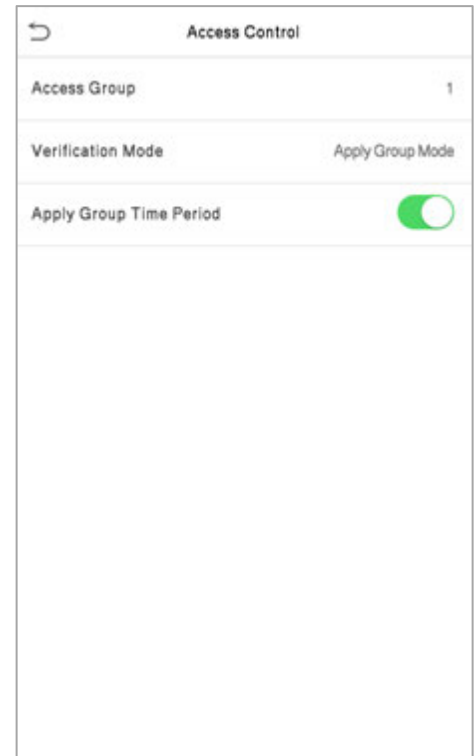 Access Control
Access Group 1
Verification Mode Apply Group Mode
Apply Group Time Period